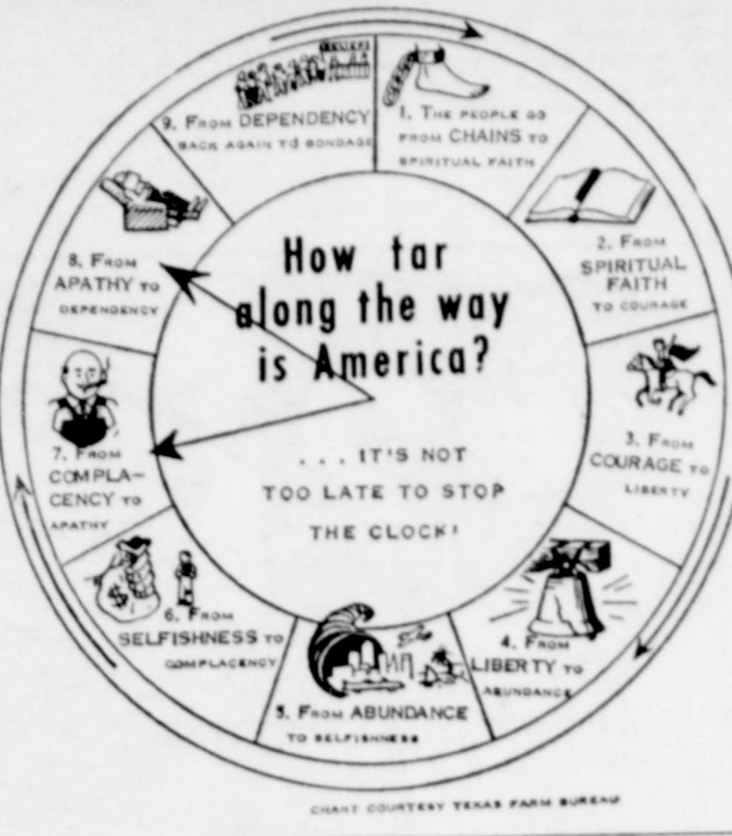 How far
along the way
is America?
. . . IT'S NOT
TOO LATE TO STOP
THE CLOCK!
1. THE PEOPLE GO
FROM CHAINS TO
SPIRITUAL FAITH
2. FROM
SPIRITUAL
FAITH
TO COURAGE
3. FROM
COURAGE TO
LIBERTY
4. FROM
LIBERTY TO
ABUNDANCE
5. FROM ABUNDANCE
TO SELFISHNESS
$
6. FROM
SELFISHNESS TO
COMPLACENCY
7. FROM
COMPLA-
CENCY TO
APATHY
8. FROM
APATHY TO
DEPENDENCY
9. FROM DEPENDENCY
BACK AGAIN TO BONDAGE
CHART COURTESY TEXAS FARM BUREAU